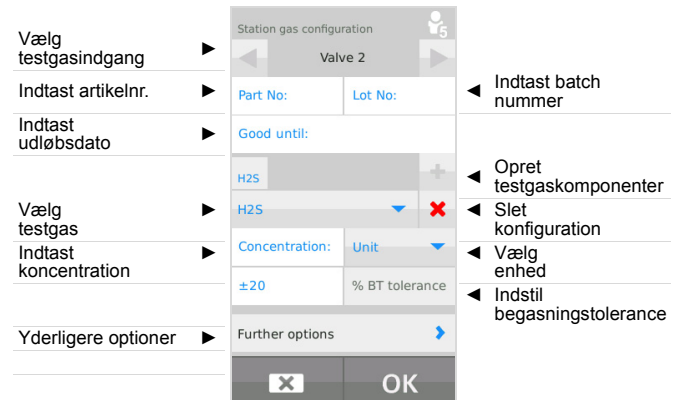 Station gas configuration
5
Vælg
testgasindgang
Valve 2
Indtast artikelnr.
Part No:
Lot No:
Indtast batch
nummer
Indtast
udløbsdato
Good until:
H2S
Opret
testgaskomponenter
Vælg
testgas
H2S
Slet
konfiguration
Indtast
koncentration
Concentration:
Unit
Vælg
enhed
±20
% BT tolerance
Indstil
begasningstolerance
Yderligere optioner
Further options
OK